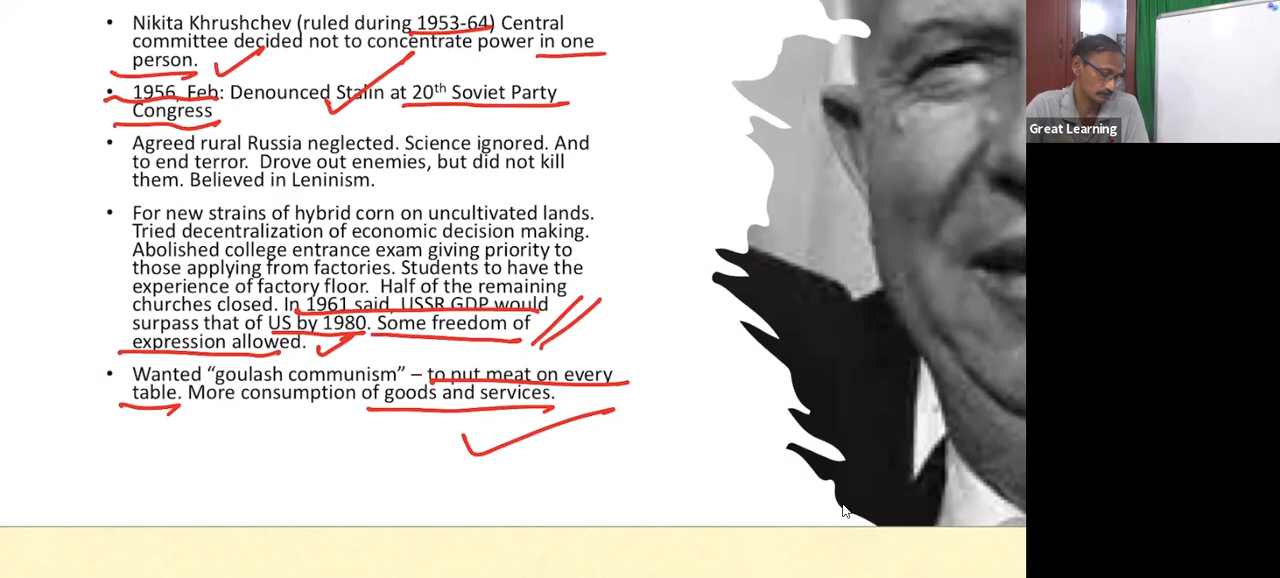 • Nikita Khrushchev (ruled during 1953-64) Central
committee decided not to concentrate power in one
person.
• 1956, Feb: Denounced Stalin at 20th Soviet Party
Congress
• Agreed rural Russia neglected. Science ignored. And
to end terror. Drove out enemies, but did not kill
them. Believed in Leninism.
• For new strains of hybrid corn on uncultivated lands.
Tried decentralization of economic decision making.
Abolished college entrance exam giving priority to
those applying from factories. Students to have the
experience of factory floor. Half of the remaining
churches closed. In 1961 said, USSR GDP would
surpass that of US by 1980. Some freedom of
expression allowed.
• Wanted “goulash communism” – to put meat on every
table. More consumption of goods and services.
Great Learning